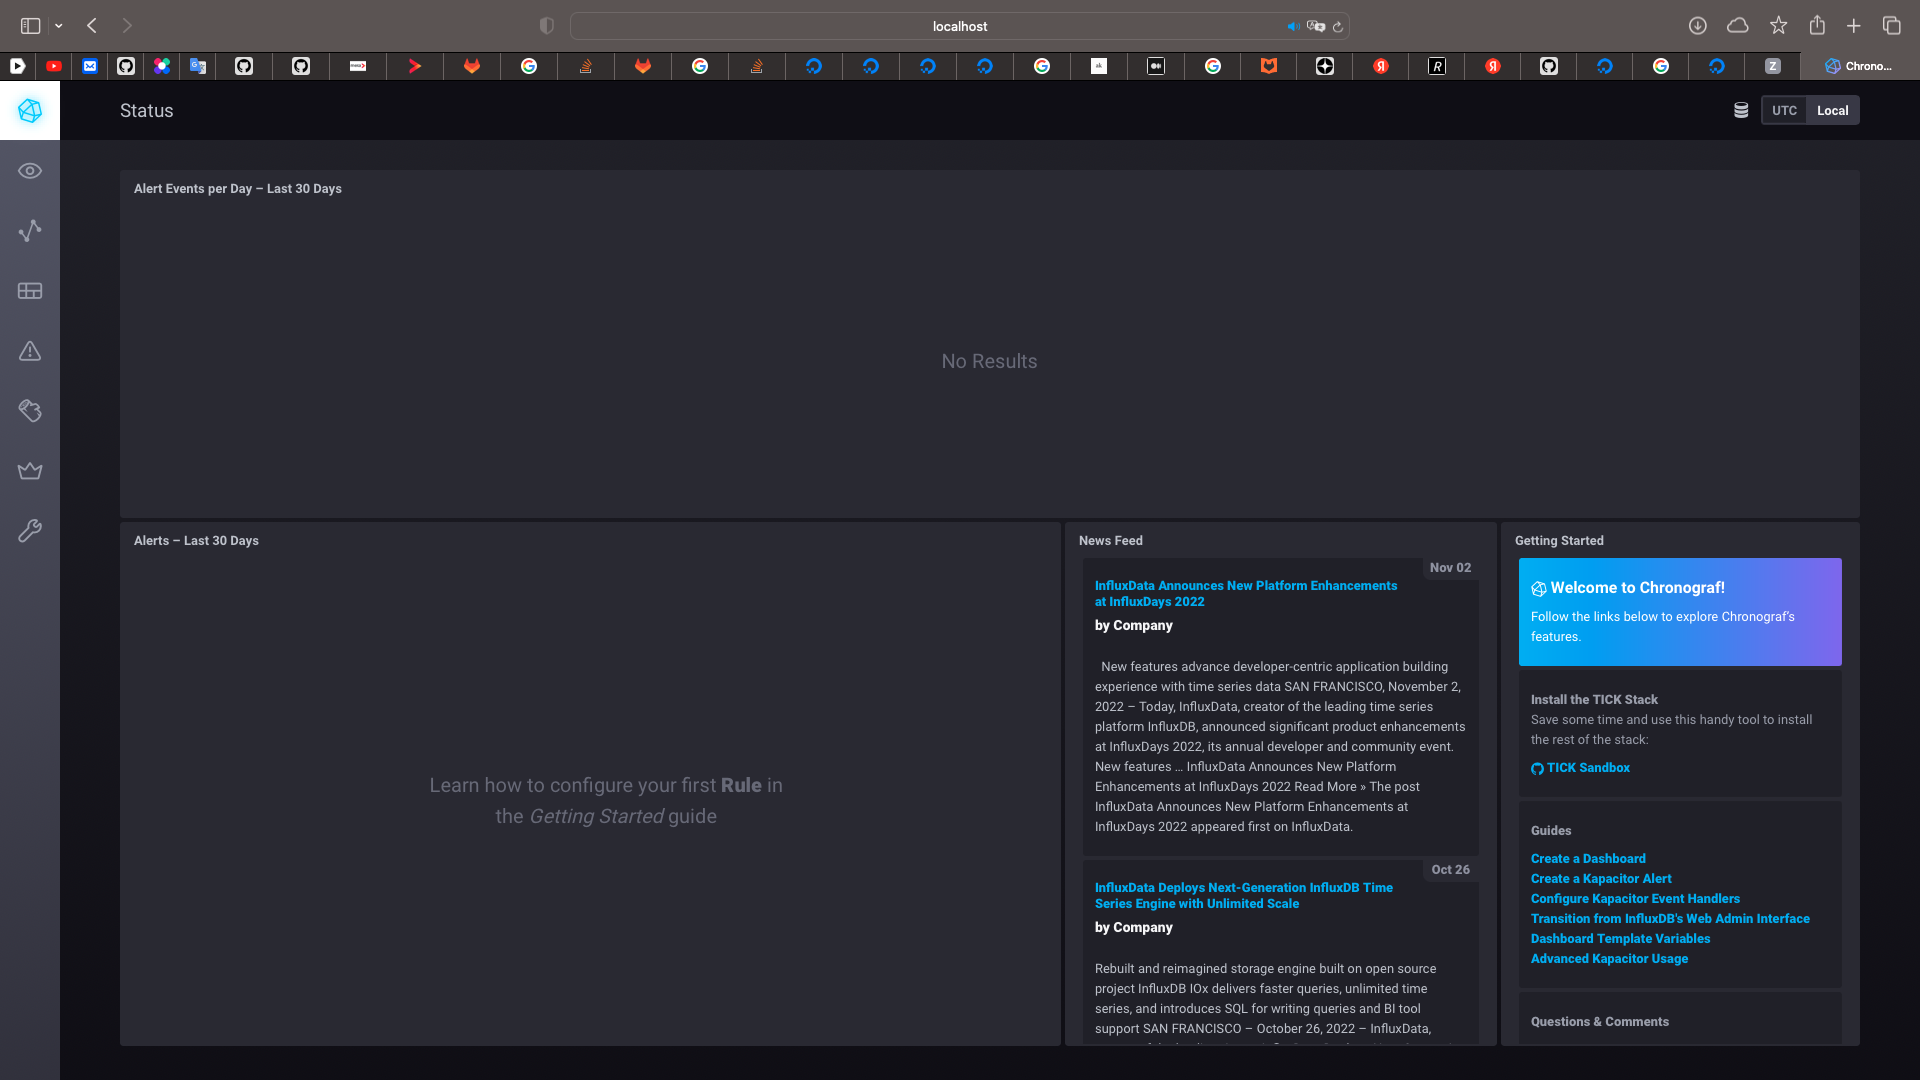 localhost
Chrono...
Status
UTC
Local
Alert Events per Day – Last 30 Days
No Results
Alerts – Last 30 Days
Learn how to configure your first Rule in
the Getting Started guide
News Feed
Nov 02
InfluxData Announces New Platform Enhancements
at InfluxDays 2022
by Company
New features advance developer-centric application building
experience with time series data SAN FRANCISCO, November 2,
2022 – Today, InfluxData, creator of the leading time series
platform InfluxDB, announced significant product enhancements
at InfluxDays 2022, its annual developer and community event.
New features ... InfluxData Announces New Platform
Enhancements at InfluxDays 2022 Read More » The post
InfluxData Announces New Platform Enhancements at
InfluxDays 2022 appeared first on InfluxData.
Oct 26
InfluxData Deploys Next-Generation InfluxDB Time
Series Engine with Unlimited Scale
by Company
Rebuilt and reimagined storage engine built on open source
project InfluxDB IOx delivers faster queries, unlimited time
series, and introduces SQL for writing queries and BI tool
support SAN FRANCISCO – October 26, 2022 – InfluxData,
Getting Started
Welcome to Chronograf!
Follow the links below to explore Chronograf's
features.
Install the TICK Stack
Save some time and use this handy tool to install
the rest of the stack:
TICK Sandbox
Guides
Create a Dashboard
Create a Kapacitor Alert
Configure Kapacitor Event Handlers
Transition from InfluxDB's Web Admin Interface
Dashboard Template Variables
Advanced Kapacitor Usage
Questions & Comments